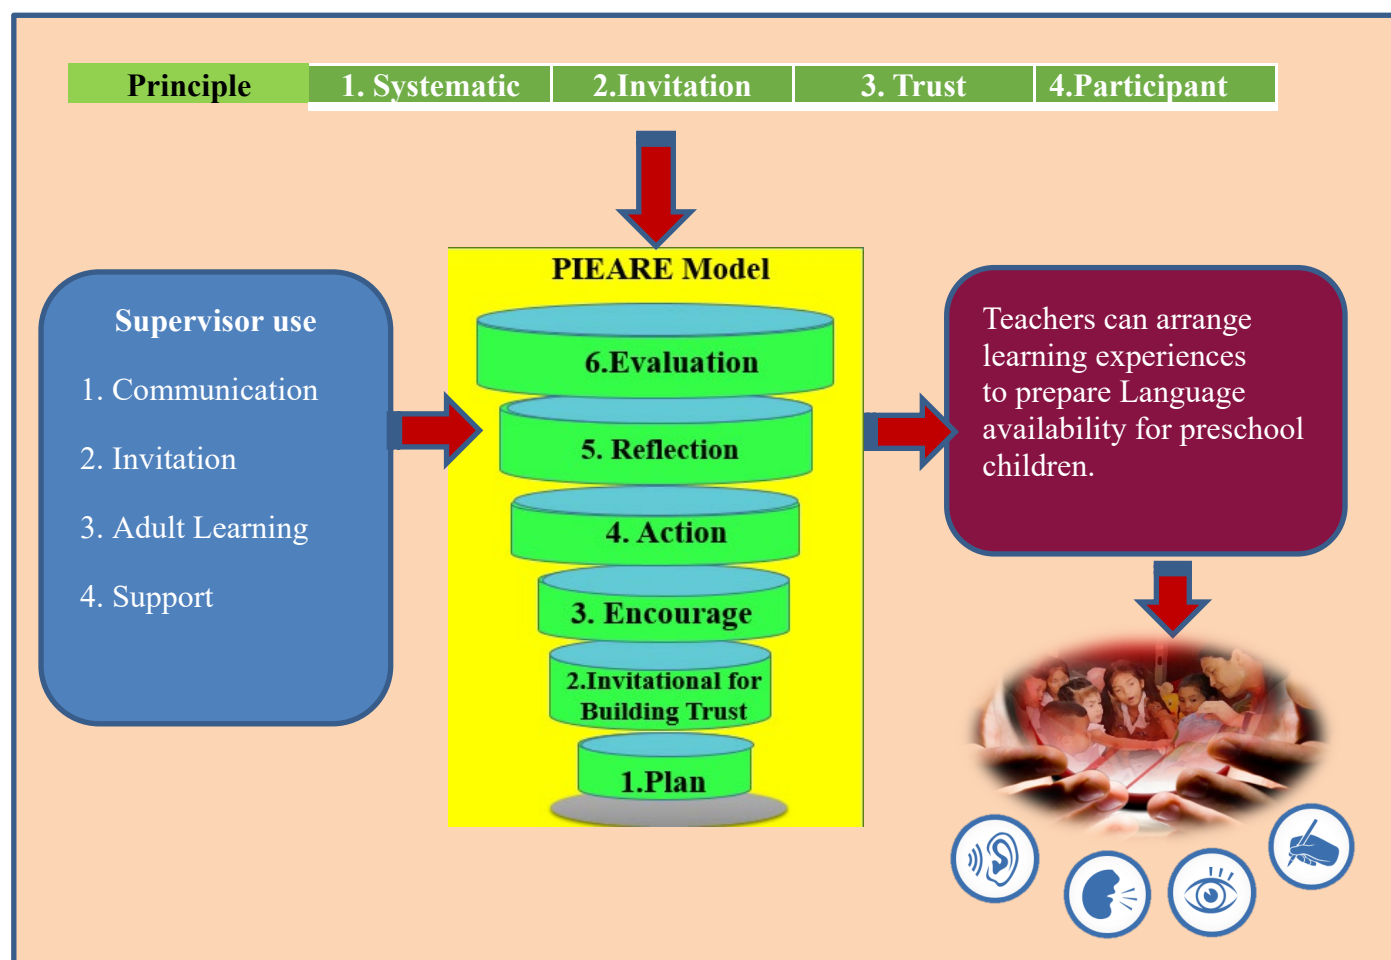 Principle 1. Systematic 2.Invitation 3. Trust 4.Participant
PIEARE Model
6.Evaluation
5. Reflection
4. Action
3. Encourage
2.Invitational for
Building Trust
1.Plan
Supervisor use
1. Communication
2. Invitation
3. Adult Learning
4. Support
Teachers can arrange
learning experiences
to prepare Language
availability for preschool
children.